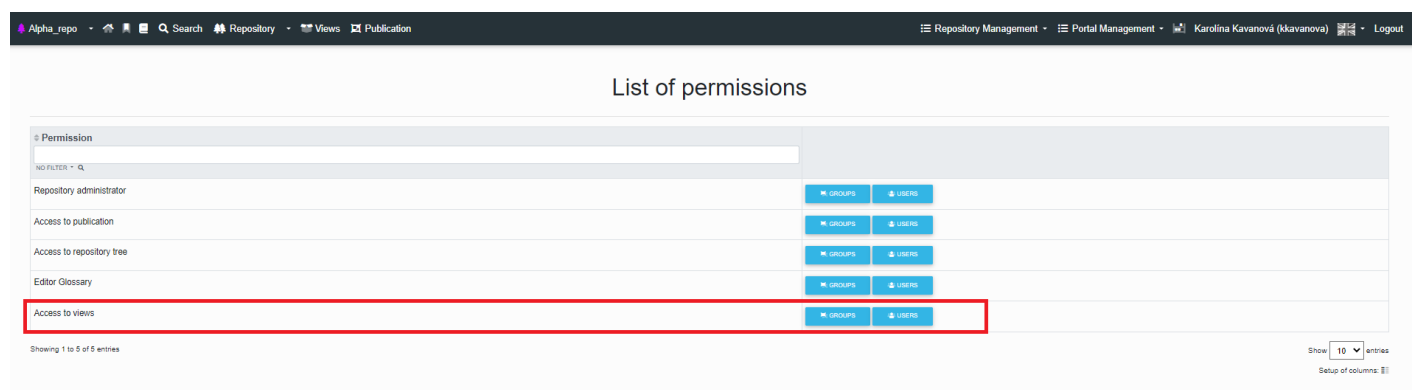 Alpha_repo Search Repository Views Publication Repository Management Portal Management Karolína Kavanová (kkavanova) Logout
List of permissions
Permission
NO FILTER
Repository administrator GROUPS USERS
Access to publication GROUPS USERS
Access to repository tree GROUPS USERS
Editor Glossary GROUPS USERS
Access to views GROUPS USERS
Showing 1 to 5 of 5 entries Show 10 entries
Setup of columns: